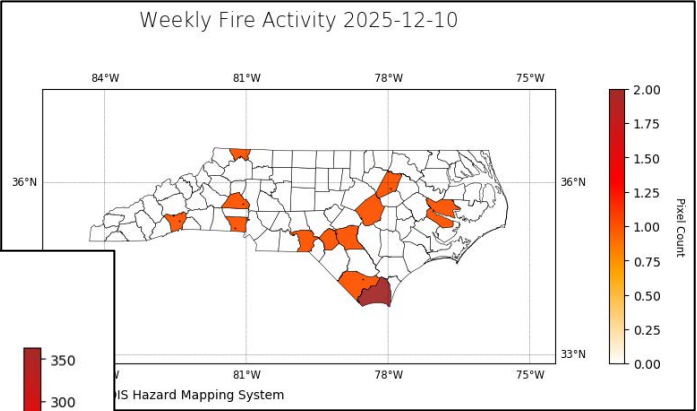 Weekly Fire Activity 2025-12-10
84°W 81°W 78°W 75°W
2.00
1.75
36°N 36°N
1.50
1.25
1.00
Pixel Count
0.75
0.50
0.25
33°N
0.00
350
81°W 78°W 75°W
Hazard Mapping System
300